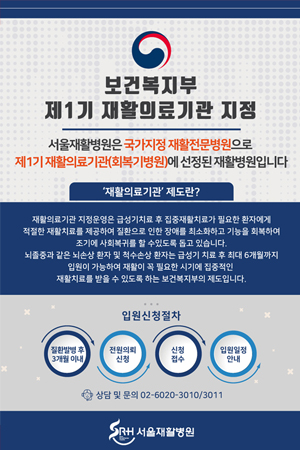 보건복지부
제1기 재활의료기관 지정
서울재활병원은 국가지정 재활전문병원으로
제1기 재활의료기관(회복기병원)에 선정된 재활병원입니다
'재활의료기관' 제도란?
재활의료기관 지정운영은 급성기치료 후 집중재활치료가 필요한 환자에게
적절한 재활치료를 제공하여 질환으로 인한 장애를 최소화하고 기능을 회복하여
조기에 사회복귀를 할 수있도록 돕고 있습니다.
뇌졸중과 같은 뇌손상 환자 및 척수손상 환자는 급성기 치료 후 최대 6개월까지
입원이 가능하여 재활이 꼭 필요한 시기에 집중적인
재활치료를 받을 수 있도록 하는 보건복지부의 제도입니다.
입원신청절차
질환발병 후
3개월 이내
전원의뢰
신청
신청
접수
입원일정
안내
상담 및 문의 02-6020-3010/3011
SRH 서울재활병원